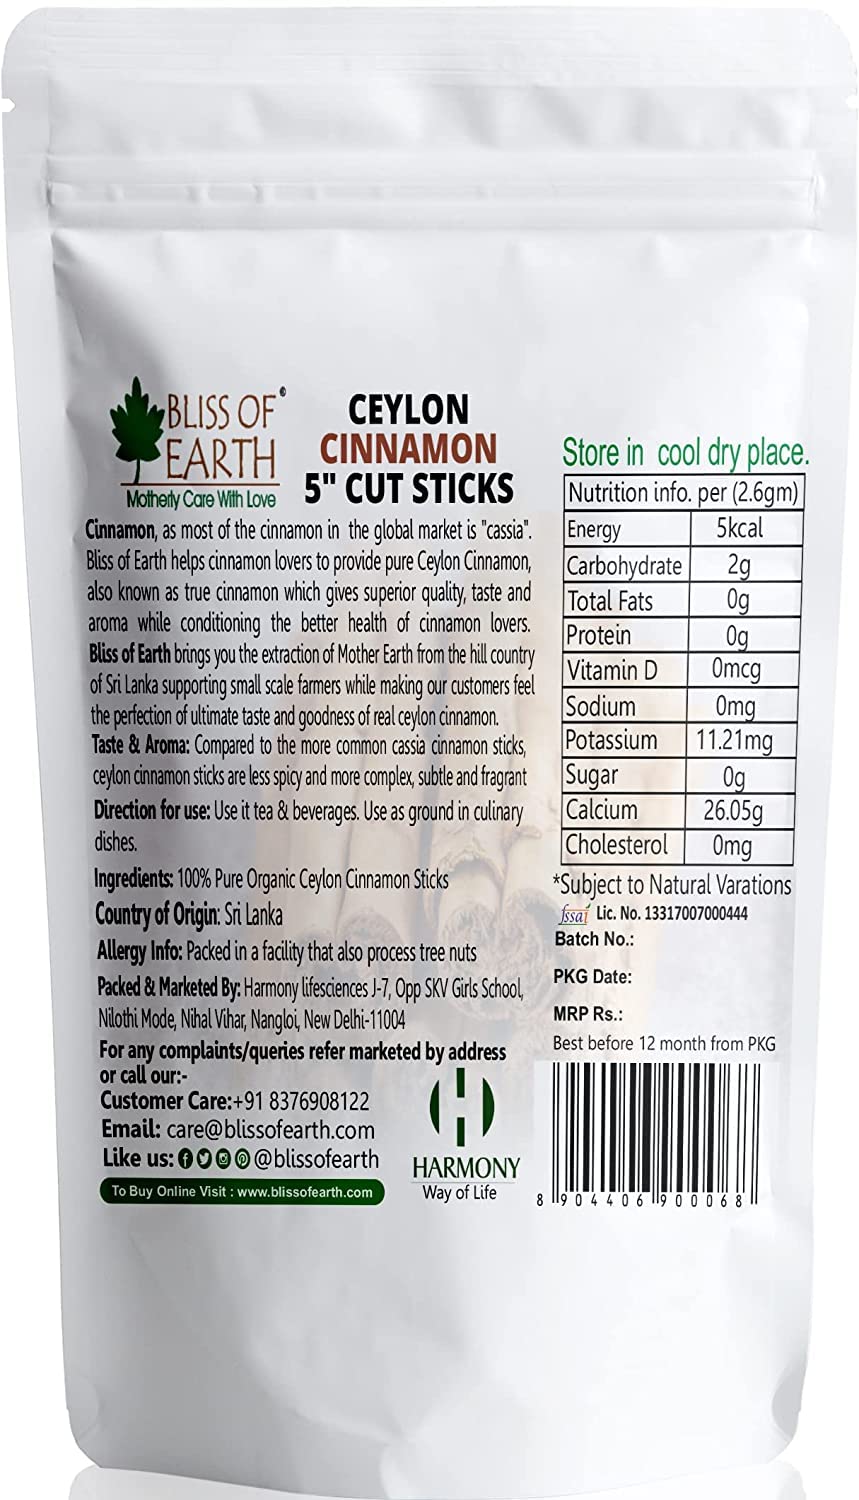 BLISS OF®
EARTH
Motherly Care With Love
CEYLON
CINNAMON
5" CUT STICKS
Cinnamon, as most of the cinnamon in the global market is "cassia".
Bliss of Earth helps cinnamon lovers to provide pure Ceylon Cinnamon,
also known as true cinnamon which gives superior quality, taste and
aroma while conditioning the better health of cinnamon lovers.
Bliss of Earth brings you the extraction of Mother Earth from the hill country
of Sri Lanka supporting small scale farmers while making our customers feel
the perfection of ultimate taste and goodness of real ceylon cinnamon.
Taste & Aroma: Compared to the more common cassia cinnamon sticks,
ceylon cinnamon sticks are less spicy and more complex, subtle and fragrant
Direction for use: Use it tea & beverages. Use as ground in culinary
dishes.
Ingredients: 100% Pure Organic Ceylon Cinnamon Sticks
Country of Origin: Sri Lanka
Allergy Info: Packed in a facility that also process tree nuts
Packed & Marketed By: Harmony lifesciences J-7, Opp SKV Girls School,
Nilothi Mode, Nihal Vihar, Nangloi, New Delhi-11004
For any complaints/queries refer marketed by address
or call our:-
Customer Care:+91 8376908122
Email: care@blissofearth.com
Like us: @blissofearth
To Buy Online Visit : www.blissofearth.com
HARMONY
Way of Life
Store in cool dry place.
Nutrition info. per (2.6gm)
Energy 5kcal
Carbohydrate 2g
Total Fats 0g
Protein 0g
Vitamin D 0mcg
Sodium 0mg
Potassium 11.21mg
Sugar 0g
Calcium 26.05g
Cholesterol 0mg
*Subject to Natural Varations
fssai Lic. No. 13317007000444
Batch No.:
PKG Date:
MRP Rs.:
Best before 12 month from PKG
8 904406 900068